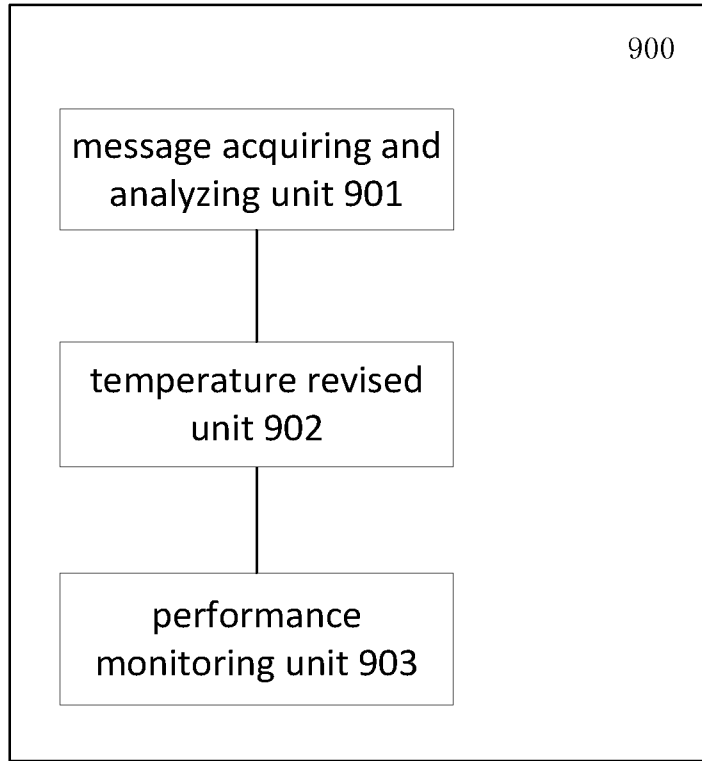 900
message acquiring and
analyzing unit 901
temperature revised
unit 902
performance
monitoring unit 903